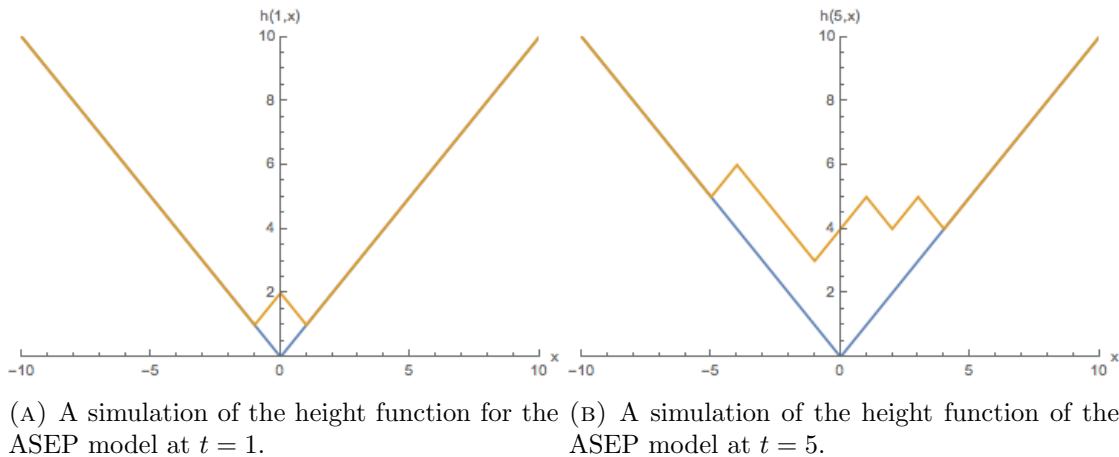 h(1,x)
10
8
6
4
2
−10
−5
0
5
10
x
h(5,x)
10
8
6
4
2
−10
−5
0
5
10
x
(A) A simulation of the height function for the
ASEP model at t = 1.
(B) A simulation of the height function of the
ASEP model at t = 5.